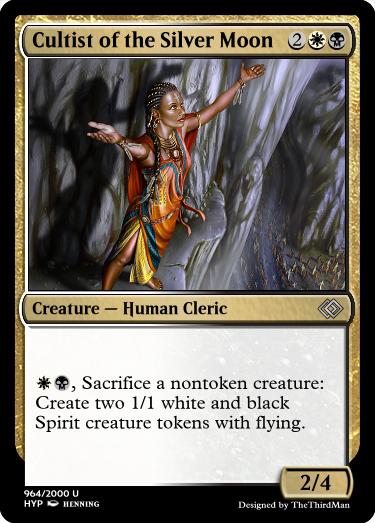 Cultist of the Silver Moon 2
Creature — Human Cleric
, Sacrifice a nontoken creature:
Create two 1/1 white and black
Spirit creature tokens with flying.
2/4
964/2000 U
HYP HENNING
Designed by TheThirdMan